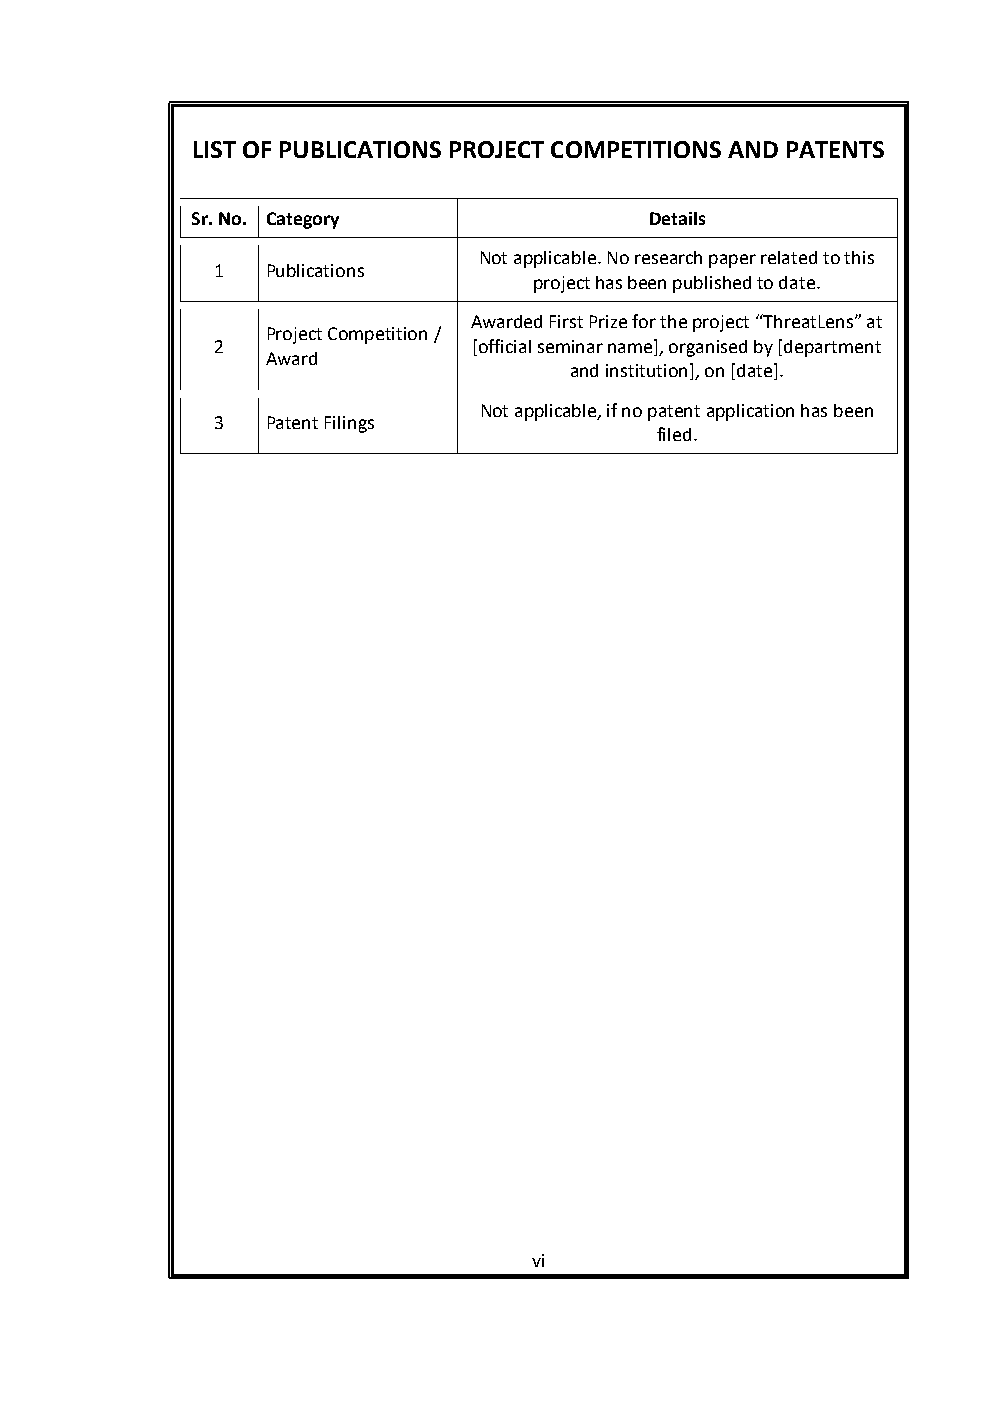 LIST OF PUBLICATIONS PROJECT COMPETITIONS AND PATENTS
Sr. No. Category Details
1 Publications Not applicable. No research paper related to this
project has been published to date.
2 Project Competition /
Award Awarded First Prize for the project “ThreatLens” at
[official seminar name], organised by [department
and institution], on [date].
3 Patent Filings Not applicable, if no patent application has been
filed.
vi